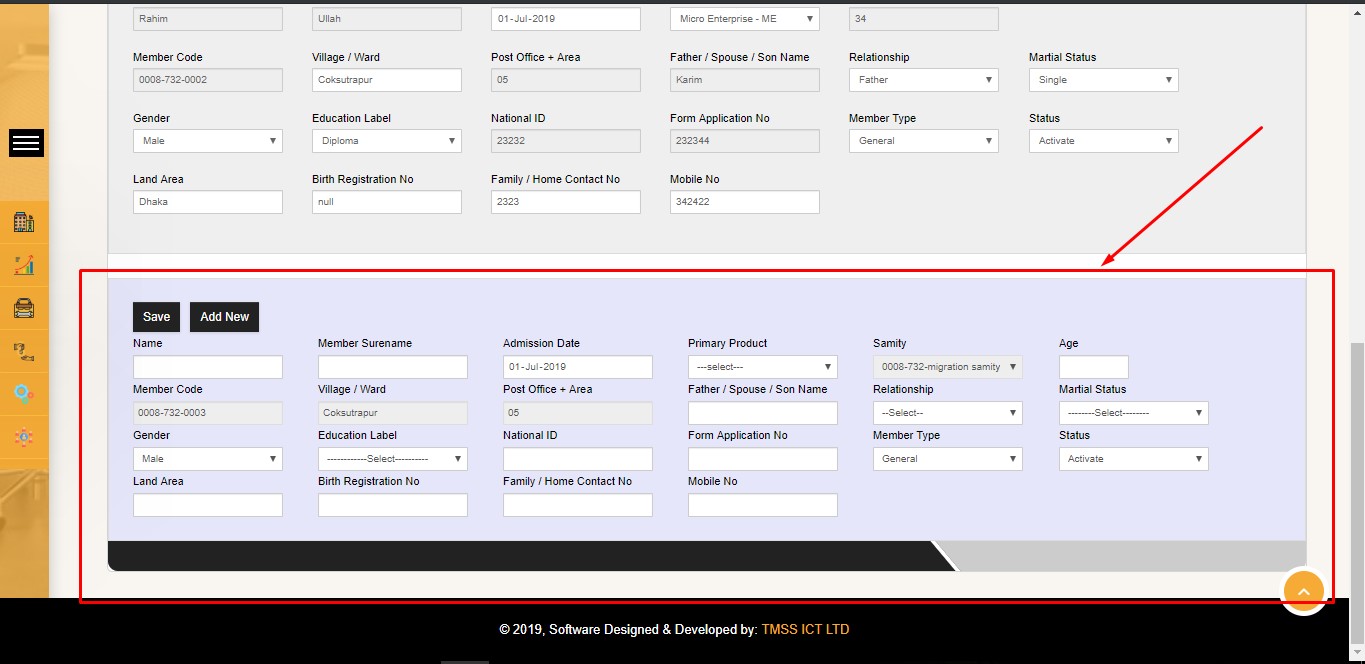 Rahim Ullah 01-Jul-2019 Micro Enterprise - ME 34
Member Code Village / Ward Post Office + Area Father / Spouse / Son Name Relationship Martial Status
0008-732-0002 Coksutrapur 05 Karim Father Single
Gender Education Label National ID Form Application No Member Type Status
Male Diploma 23232 232344 General Activate
Land Area Birth Registration No Family / Home Contact No Mobile No
Dhaka null 2323 342422
Save Add New
Name Member Surename Admission Date Primary Product Samity Age
01-Jul-2019 ---select--- 0008-732-migration samity
Member Code Village / Ward Post Office + Area Father / Spouse / Son Name Relationship Martial Status
0008-732-0003 Coksutrapur 05 --Select-- --------Select--------
Gender Education Label National ID Form Application No Member Type Status
Male ------------Select---------- General Activate
Land Area Birth Registration No Family / Home Contact No Mobile No
© 2019, Software Designed & Developed by: TMSS ICT LTD